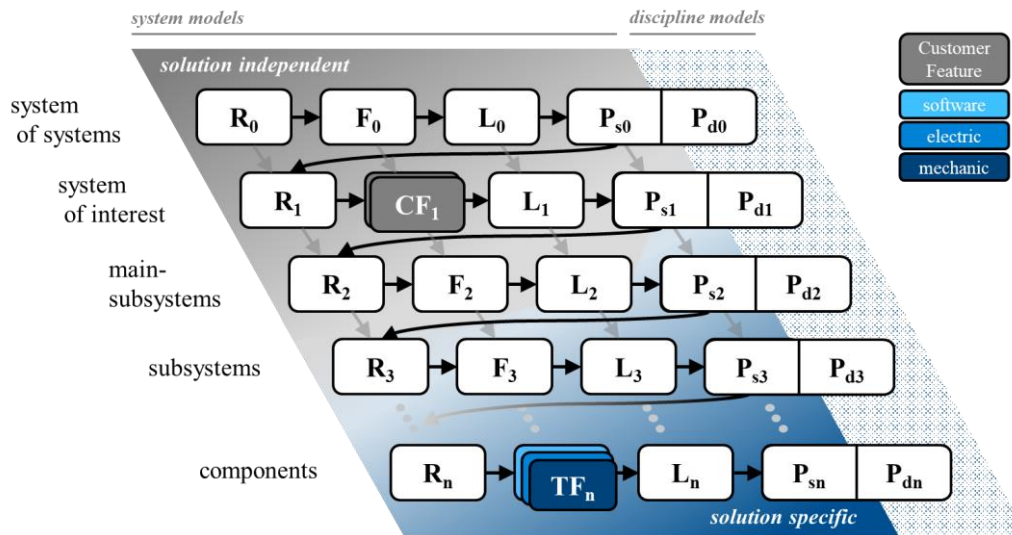 system models
discipline models
solution independent
Customer
Feature
software
electric
mechanic
system
of systems
R0
F0
L0
Ps0
Pd0
system
of interest
R1
CF1
L1
Ps1
Pd1
main-
subsystems
R2
F2
L2
Ps2
Pd2
subsystems
R3
F3
L3
Ps3
Pd3
components
Rn
TFn
Ln
Psn
Pdn
solution specific